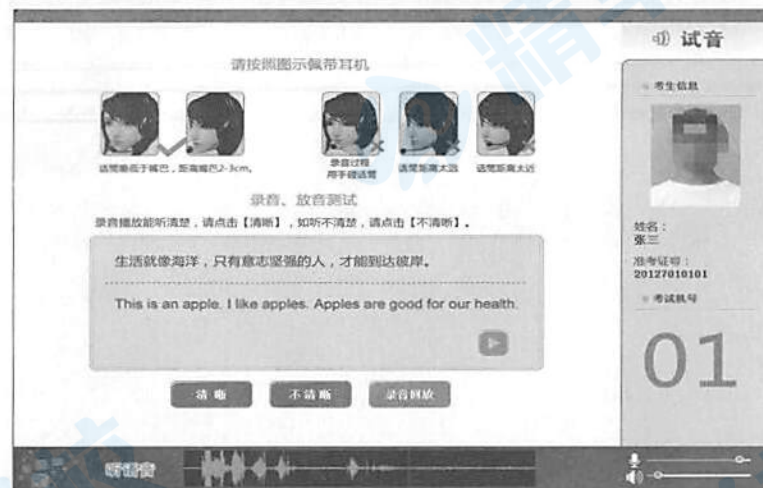 试音
请按照图示佩带耳机
考生信息
话筒略低于嘴巴，距离嘴巴2-3cm。
录音过程
用手碰话筒
话筒距离太远
话筒距离太近
录音、放音测试
录音播放能听清楚，请点击【清晰】，如听不清楚，请点击【不清晰】。
姓名：
张三
生活就像海洋，只有意志坚强的人，才能到达彼岸。
准考证号：
20127010101
This is an apple. I like apples. Apples are good for our health.
考试机号
01
清晰
不清晰
录音回放
听语音